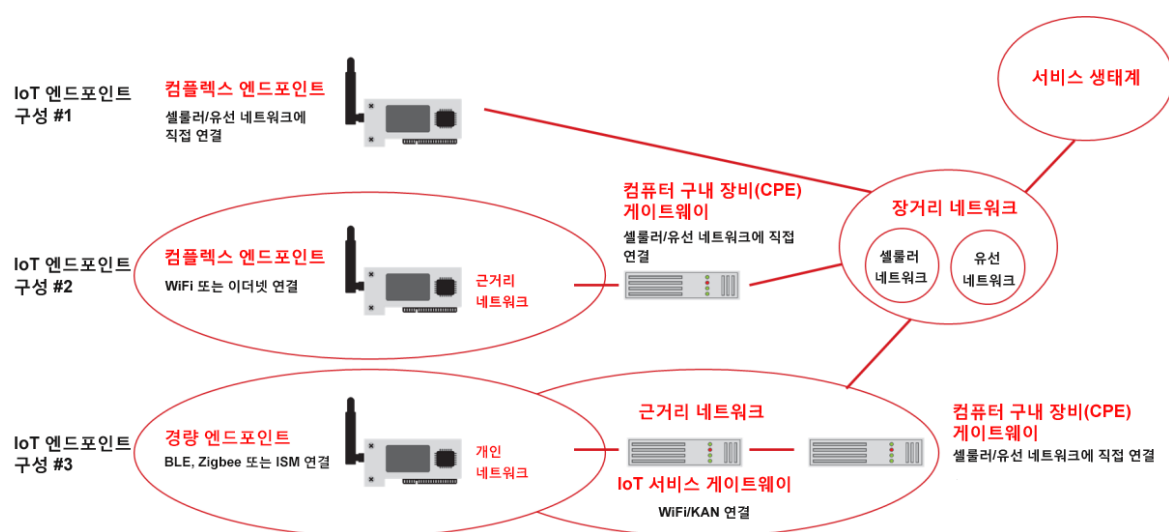 서비스 생태계
IoT 엔드포인트
구성 #1
컴플렉스 엔드포인트
셀룰러/유선 네트워크에
직접 연결
컴퓨터 구내 장비(CPE)
게이트웨이
셀룰러/유선 네트워크에 직접
연결
장거리 네트워크
셀룰러
네트워크
유선
네트워크
IoT 엔드포인트
구성 #2
컴플렉스 엔드포인트
WiFi 또는 이더넷 연결
근거리
네트워크
IoT 엔드포인트
구성 #3
경량 엔드포인트
BLE, Zigbee 또는 ISM 연결
개인
네트워크
근거리 네트워크
IoT 서비스 게이트웨이
WiFi/KAN 연결
컴퓨터 구내 장비(CPE)
게이트웨이
셀룰러/유선 네트워크에 직접 연결